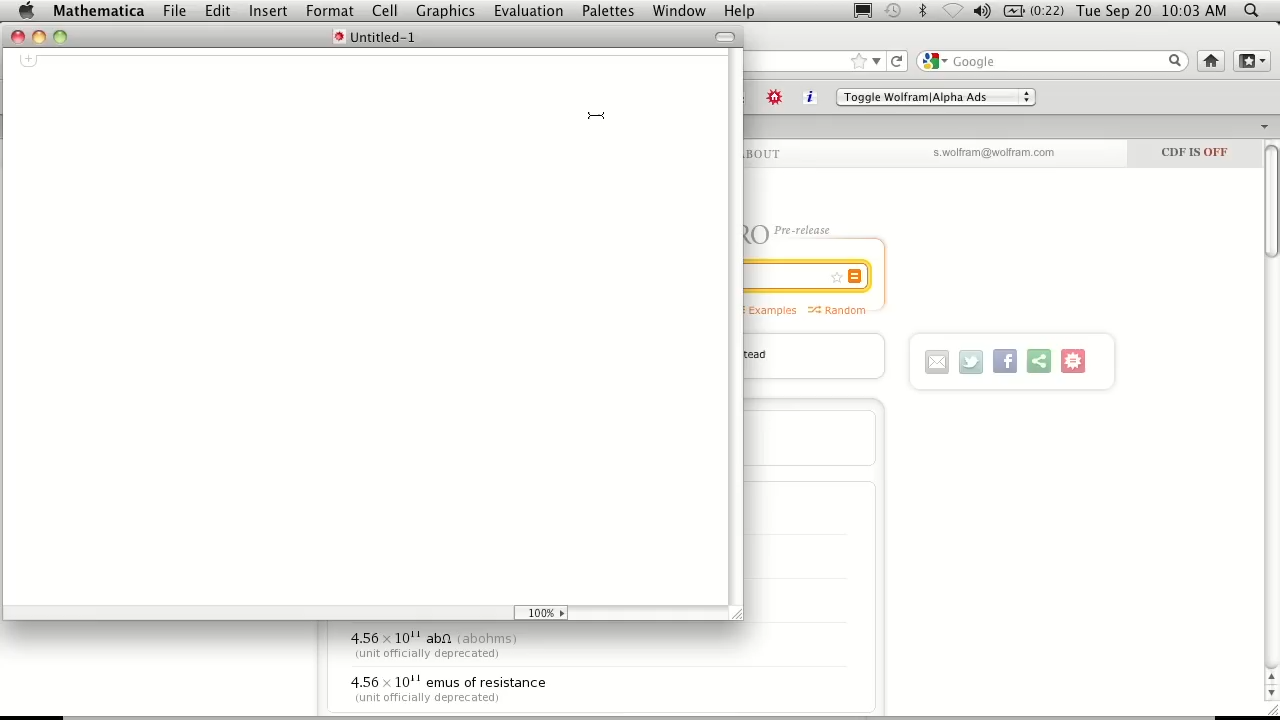 Mathematica File Edit Insert Format Cell Graphics Evaluation Palettes Window Help (0:22) Tue Sep 20 10:03 AM
Untitled-1
Google
i Toggle Wolfram|Alpha Ads
ABOUT s.wolfram@wolfram.com CDF IS OFF
RO Pre-release
Examples Random
tead
100%
4.56 × 10¹¹ abΩ (abohms)
(unit officially deprecated)
4.56 × 10¹¹ emus of resistance
(unit officially deprecated)